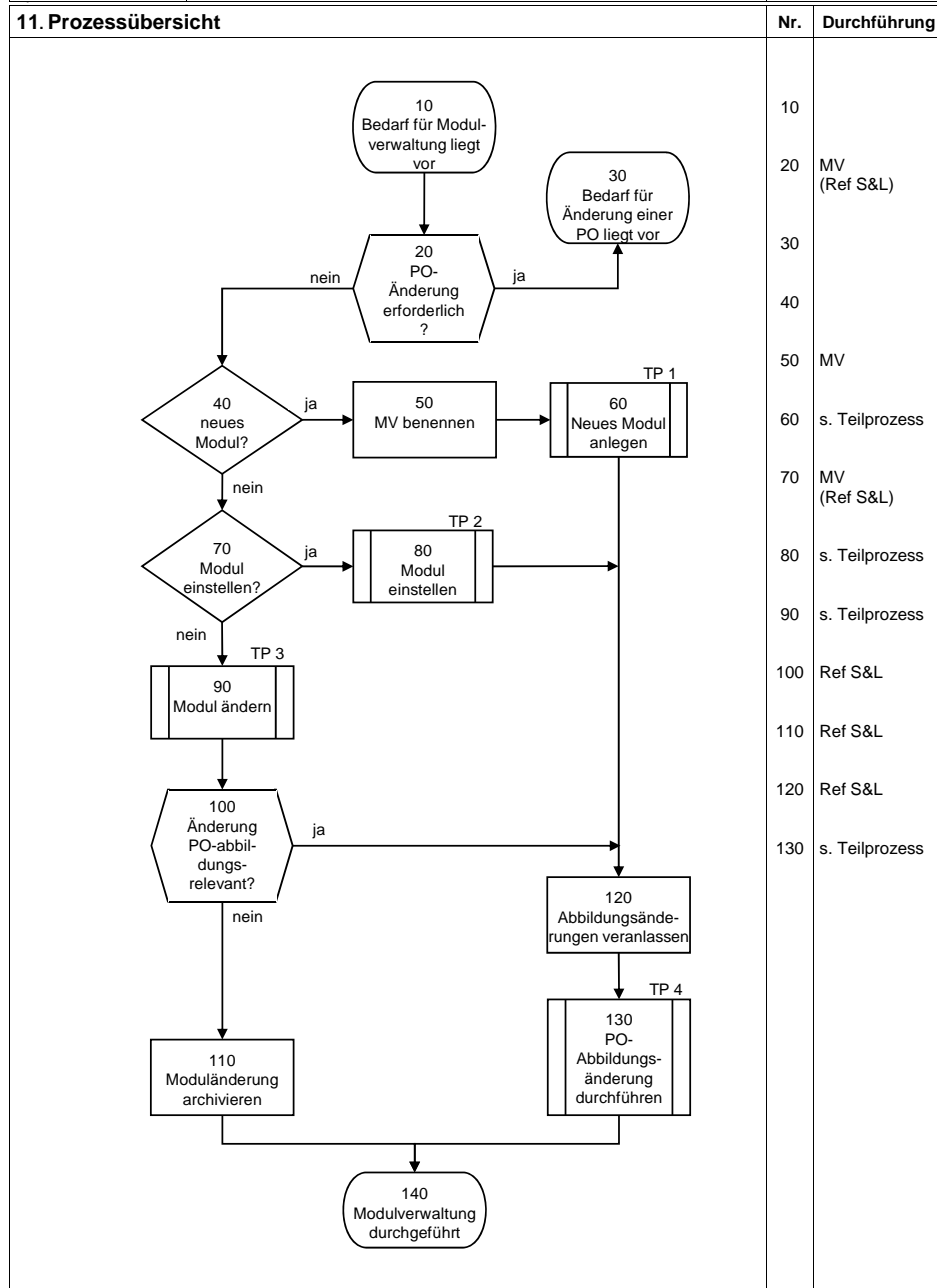 11. Prozessübersicht
Nr.
Durchführung
10
Bedarf für Modul-
verwaltung liegt
vor
30
Bedarf für
Änderung einer
PO liegt vor
20
PO-
Änderung
erforderlich
?
nein
ja
40
neues
Modul?
ja
nein
50
MV benennen
TP 1
60
Neues Modul
anlegen
70
Modul
einstellen?
ja
nein
TP 2
80
Modul
einstellen
TP 3
90
Modul ändern
100
Änderung
PO-abbil-
dungs-
relevant?
ja
nein
120
Abbildungsände-
rungen veranlassen
TP 4
130
PO-
Abbildungs-
änderung
durchführen
110
Moduländerung
archivieren
140
Modulverwaltung
durchgeführt
10
20 MV
(Ref S&L)
30
40
50 MV
60 s. Teilprozess
70 MV
(Ref S&L)
80 s. Teilprozess
90 s. Teilprozess
100 Ref S&L
110 Ref S&L
120 Ref S&L
130 s. Teilprozess